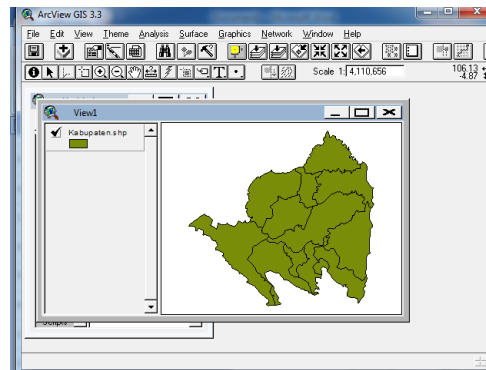 ArcView GIS 3.3
File Edit View Theme Analysis Surface Graphics Network Window Help
Scale 1: 4,110,656
106.13
-4.87
View1
Kabupaten.shp
Scripts